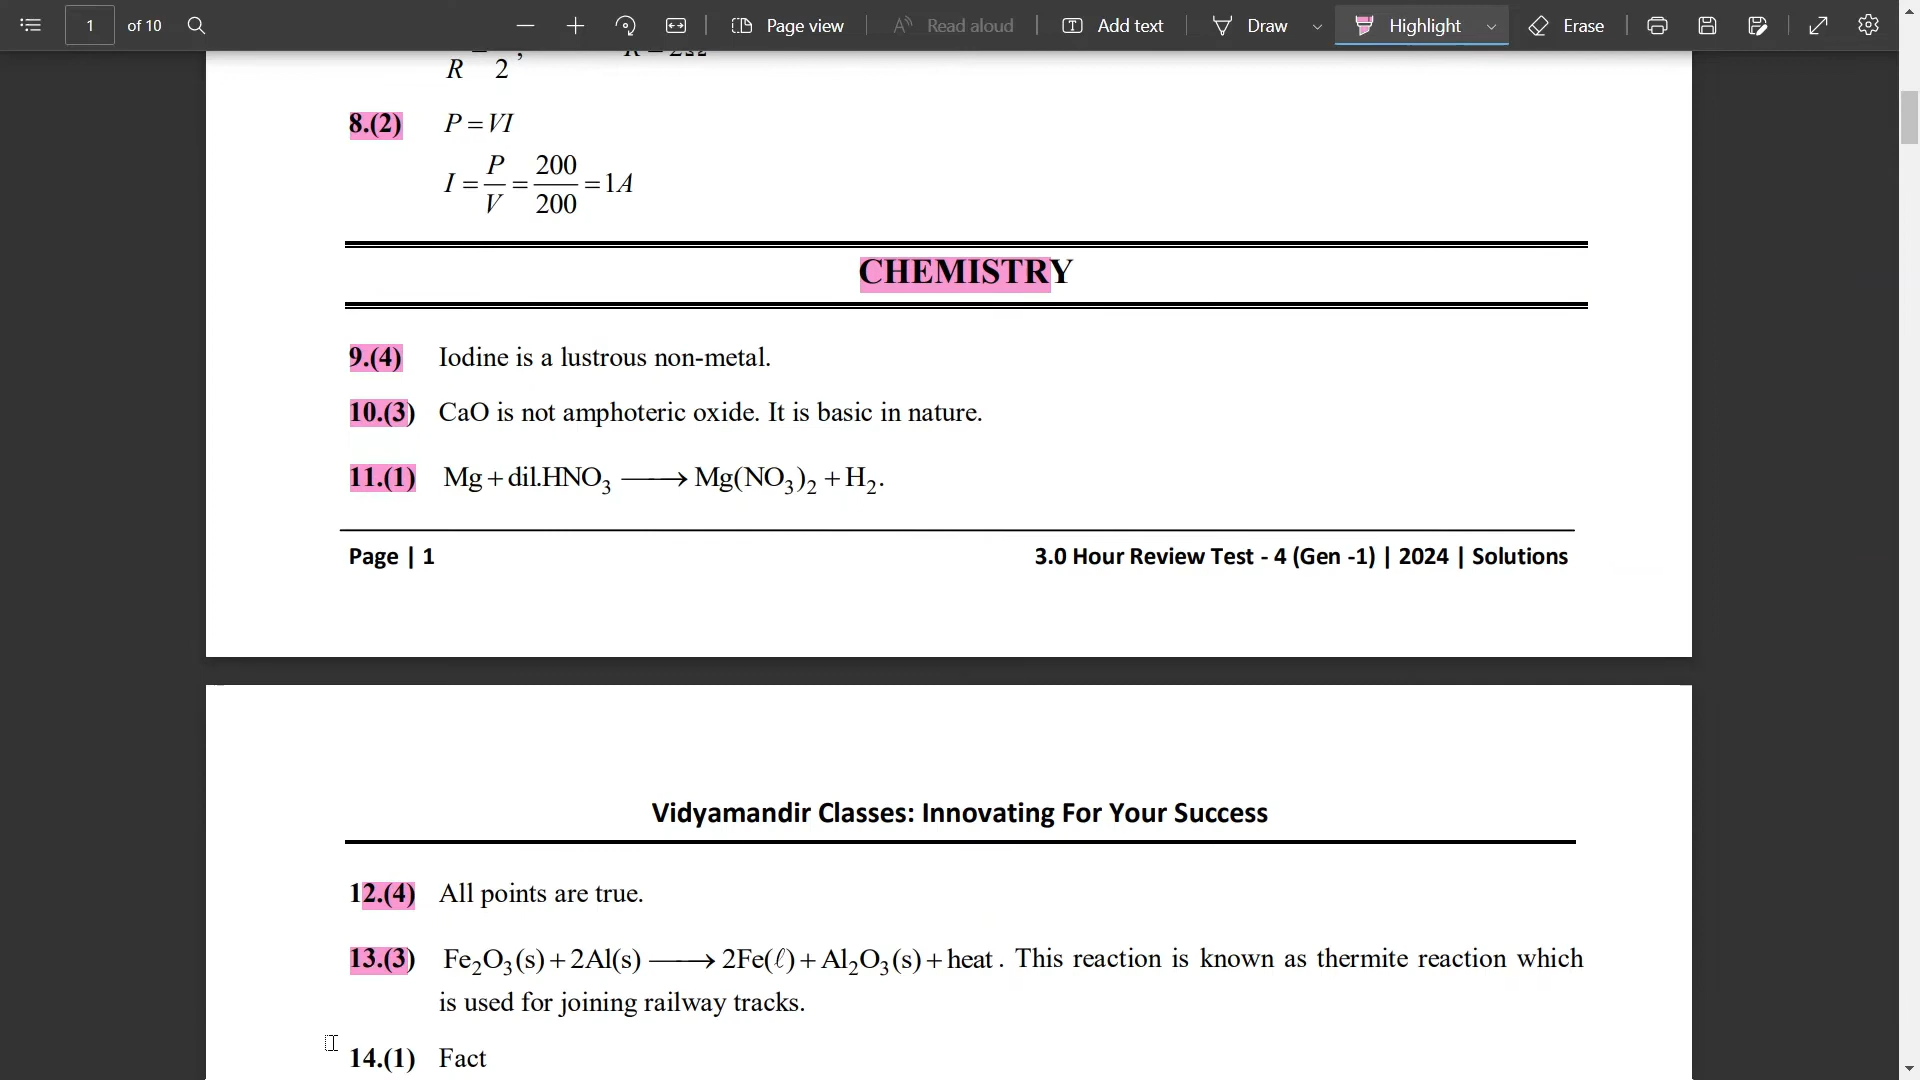 1 of 10 Page view Read aloud Add text Draw Highlight Erase
R 2 ,
8.(2) P = VI
I = P/V = 200/200 = 1A
CHEMISTRY
9.(4) Iodine is a lustrous non-metal.
10.(3) CaO is not amphoteric oxide. It is basic in nature.
11.(1) Mg + dil.HNO₃ ⟶ Mg(NO₃)₂ + H₂.
Page | 1 3.0 Hour Review Test - 4 (Gen -1) | 2024 | Solutions
Vidyamandir Classes: Innovating For Your Success
12.(4) All points are true.
13.(3) Fe₂O₃(s) + 2Al(s) ⟶ 2Fe(ℓ) + Al₂O₃(s) + heat . This reaction is known as thermite reaction which
is used for joining railway tracks.
14.(1) Fact